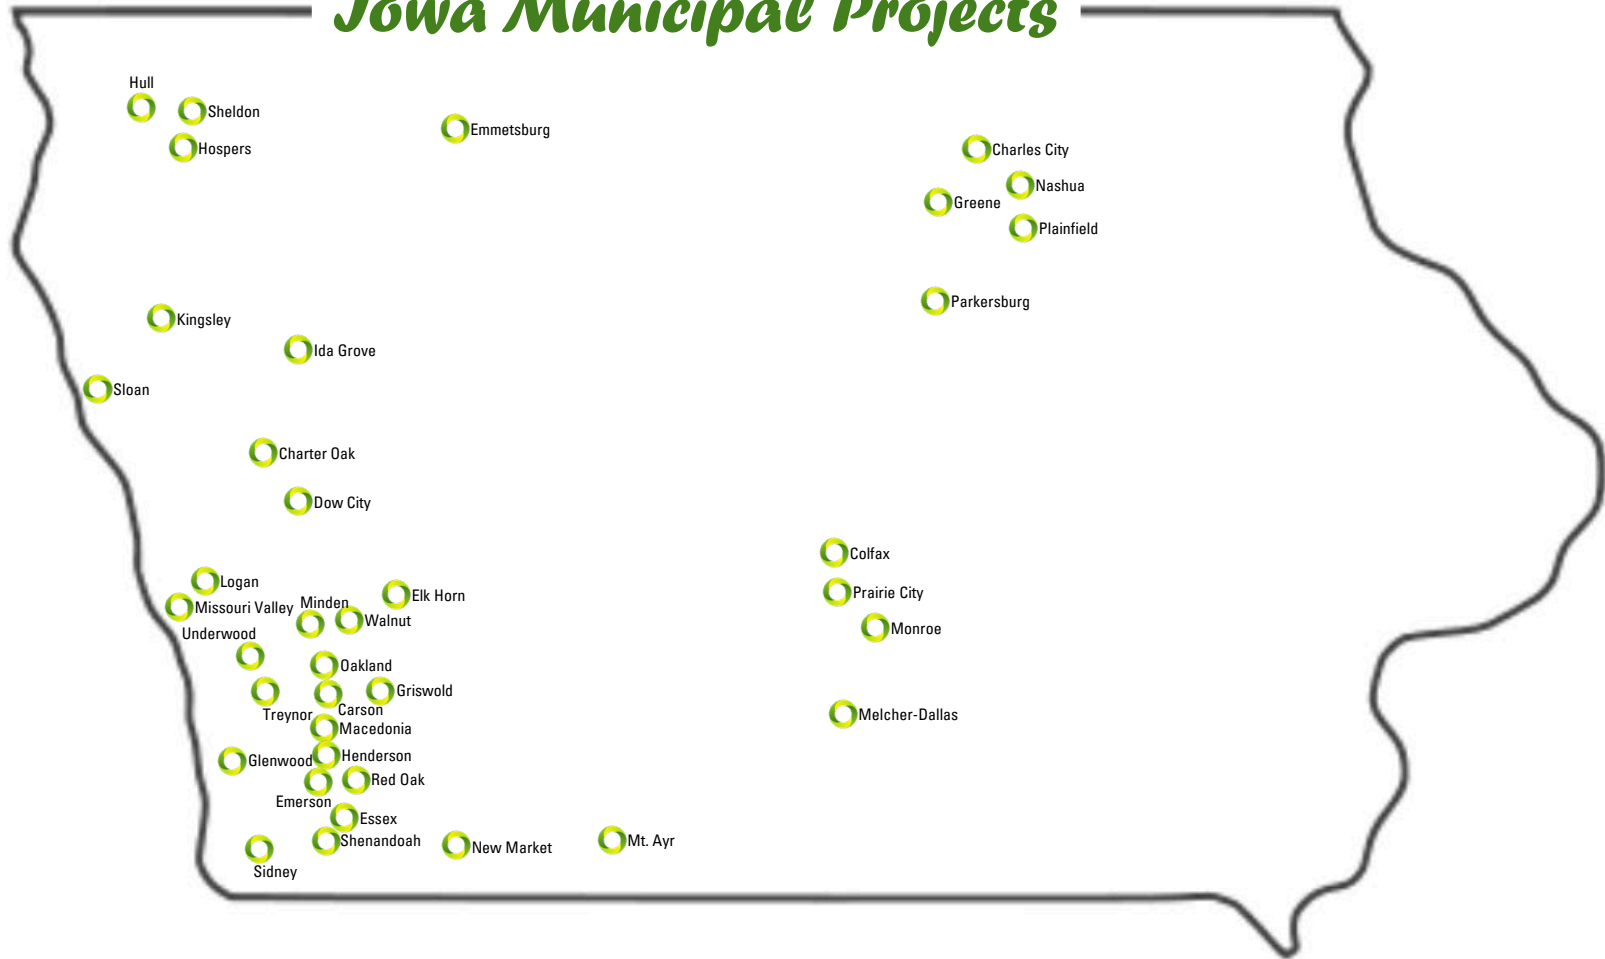 Iowa Municipal Projects
Hull
Sheldon
Emmetsburg
Hospers
Charles City
Nashua
Greene
Plainfield
Parkersburg
Kingsley
Ida Grove
Sloan
Charter Oak
Dow City
Colfax
Logan
Elk Horn
Prairie City
Minden
Missouri Valley
Walnut
Monroe
Underwood
Oakland
Griswold
Carson
Treynor
Melcher-Dallas
Macedonia
Henderson
Glenwood
Red Oak
Emerson
Essex
Shenandoah
Mt. Ayr
New Market
Sidney